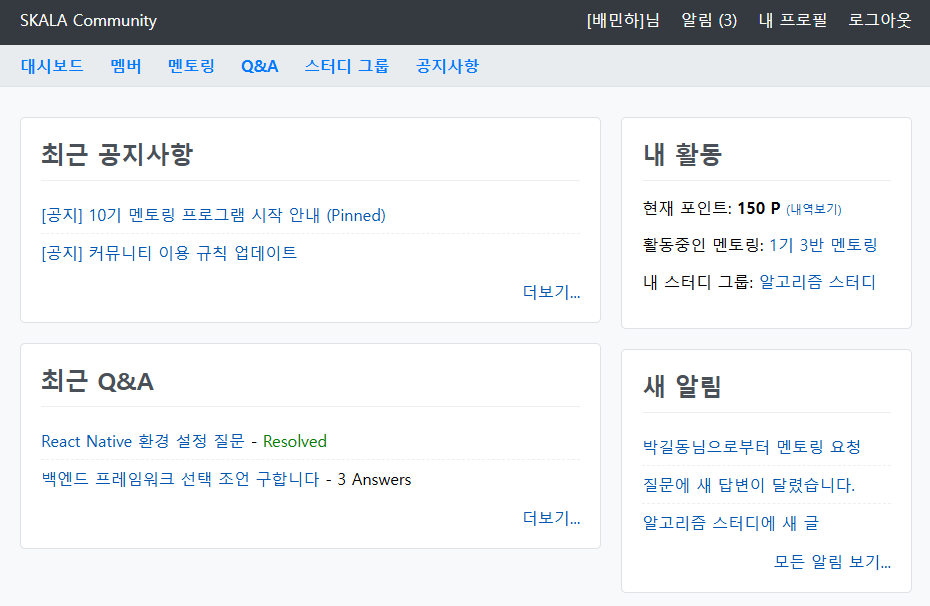 SKALA Community
[배민하]님 알림 (3) 내 프로필 로그아웃
대시보드 멤버 멘토링 Q&A 스터디 그룹 공지사항
최근 공지사항
[공지] 10기 멘토링 프로그램 시작 안내 (Pinned)
[공지] 커뮤니티 이용 규칙 업데이트
더보기...
최근 Q&A
React Native 환경 설정 질문 - Resolved
백엔드 프레임워크 선택 조언 구합니다 - 3 Answers
더보기...
내 활동
현재 포인트: 150 P (내역보기)
활동중인 멘토링: 1기 3반 멘토링
내 스터디 그룹: 알고리즘 스터디
새 알림
박길동님으로부터 멘토링 요청
질문에 새 답변이 달렸습니다.
알고리즘 스터디에 새 글
모든 알림 보기...